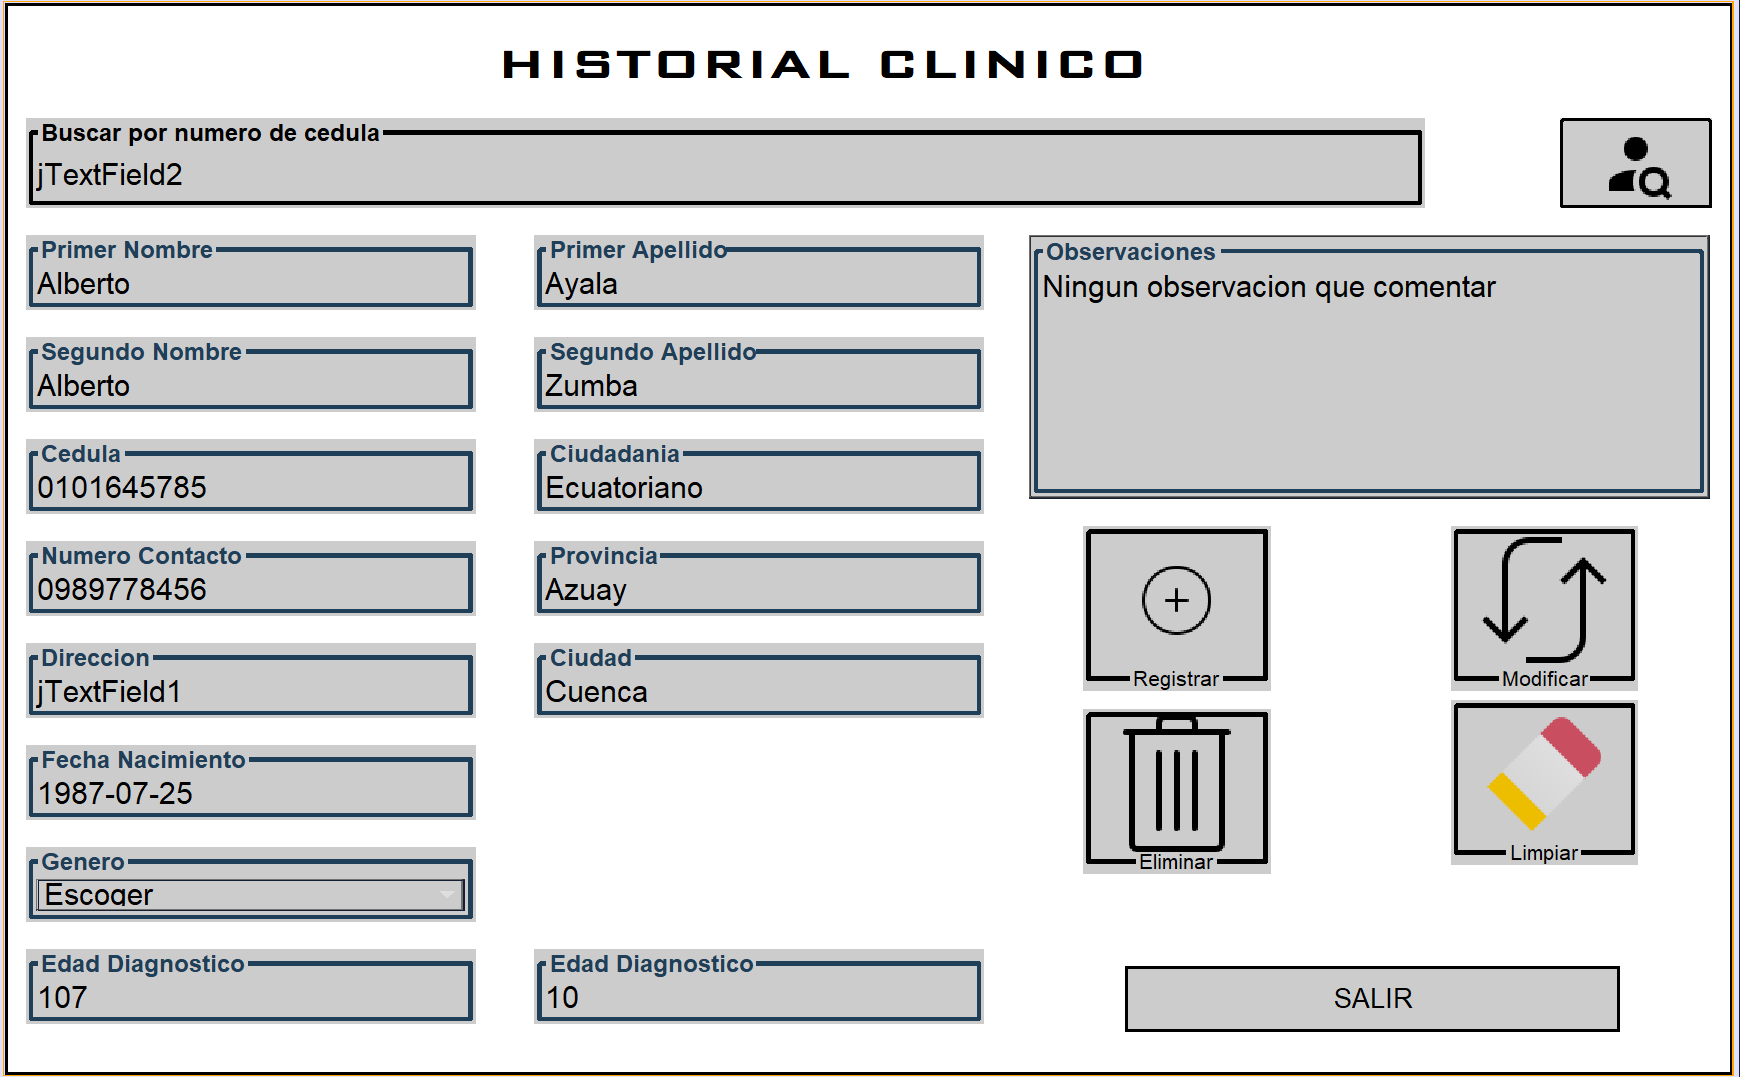 HISTORIAL CLINICO
Buscar por numero de cedula
jTextField2
Primer Nombre
Alberto
Primer Apellido
Ayala
Observaciones
Ningun observacion que comentar
Segundo Nombre
Alberto
Segundo Apellido
Zumba
Cedula
0101645785
Ciudadania
Ecuatoriano
Numero Contacto
0989778456
Provincia
Azuay
Direccion
jTextField1
Ciudad
Cuenca
Registrar
Modificar
Fecha Nacimiento
1987-07-25
Genero
Escoger
Eliminar
Limpiar
Edad Diagnostico
107
Edad Diagnostico
10
SALIR